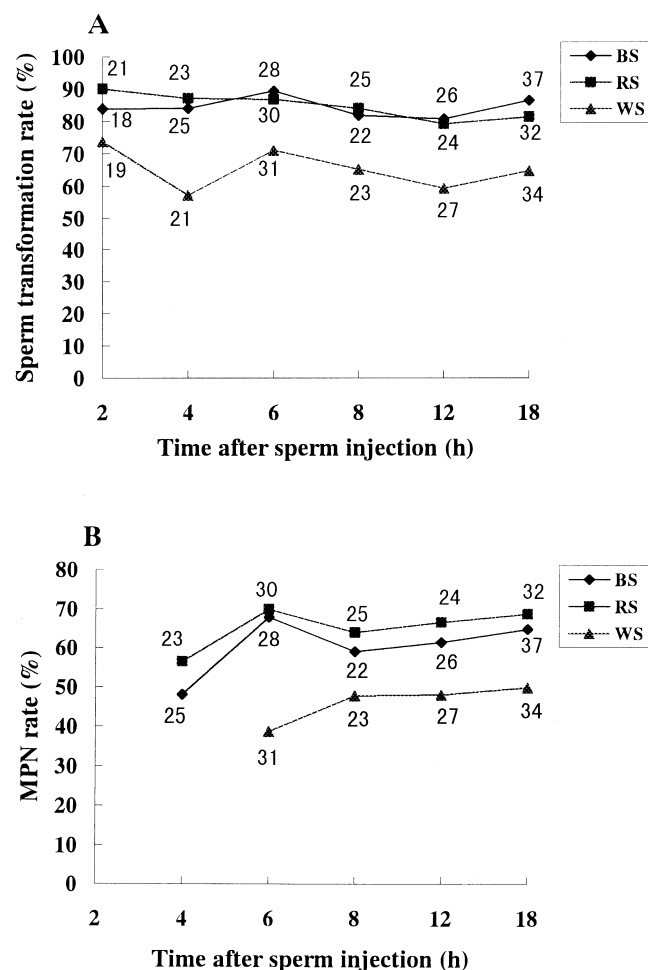 A
Sperm transformation rate (%)
100
90
80
70
60
50
40
30
20
10
0
21 23 28 25 26 37
18 25 30 22 24 32
19 21 31 23 27 34
2 4 6 8 12 18
Time after sperm injection (h)
BS
RS
WS
B
MPN rate (%)
80
70
60
50
40
30
20
10
0
23 30 25 24 32
25 28 22 26 37
31 23 27 34
2 4 6 8 12 18
Time after sperm injection (h)
BS
RS
WS